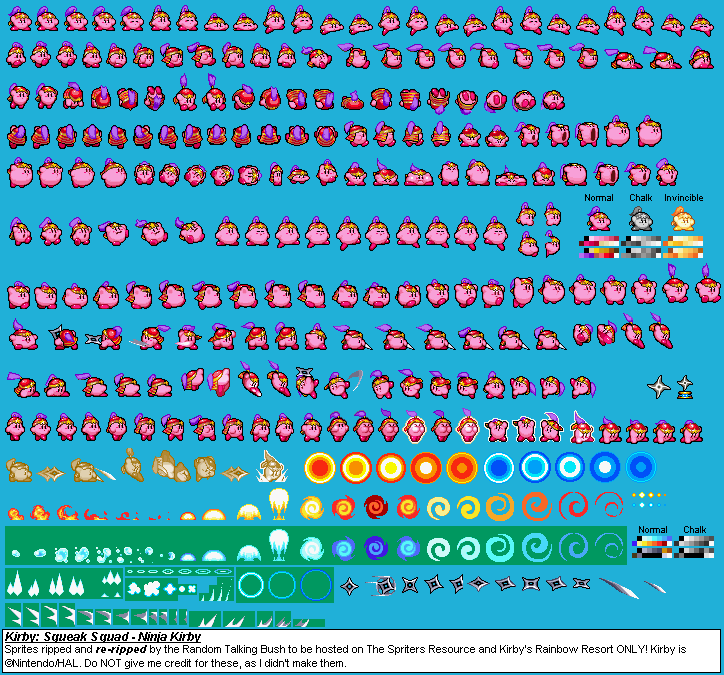 Normal Chalk Invincible
Normal Chalk
Kirby: Squeak Squad - Ninja Kirby
Sprites ripped and re-ripped by the Random Talking Bush to be hosted on The Spriters Resource and Kirby's Rainbow Resort ONLY! Kirby is
©Nintendo/HAL. Do NOT give me credit for these, as I didn't make them.